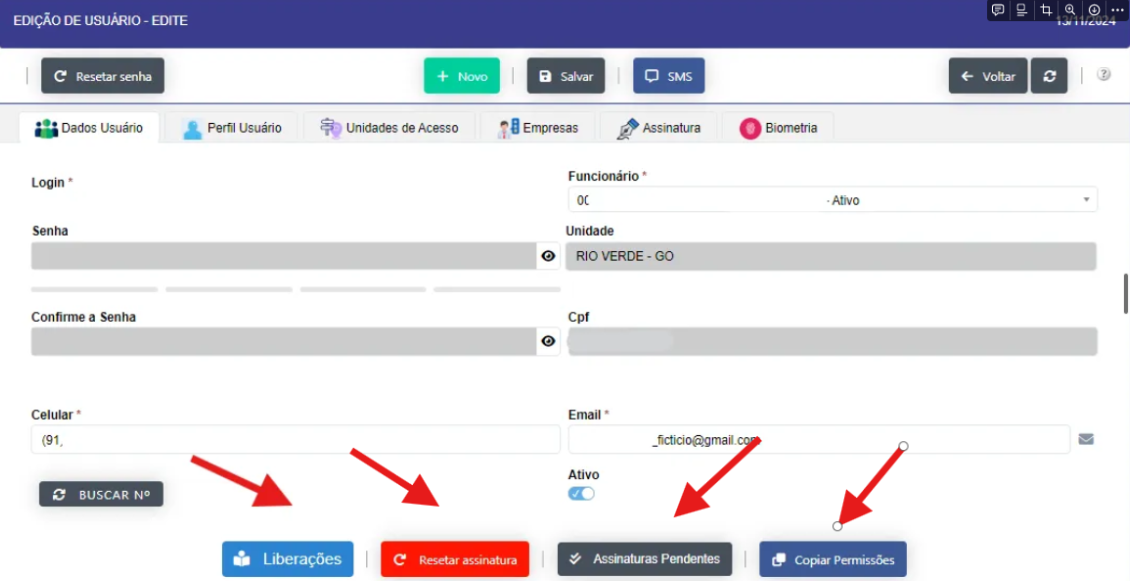 EDIÇÃO DE USUÁRIO - EDITE
13/11/2024
Resetar senha
+ Novo
Salvar
SMS
Voltar
Dados Usuário
Perfil Usuário
Unidades de Acesso
Empresas
Assinatura
Biometria
Login *
Funcionário *
00
- Ativo
Senha
Unidade
RIO VERDE - GO
Confirme a Senha
Cpf
Celular *
Email *
(91,
_ficticio@gmail.com
Ativo
BUSCAR Nº
Liberações
Resetar assinatura
Assinaturas Pendentes
Copiar Permissões